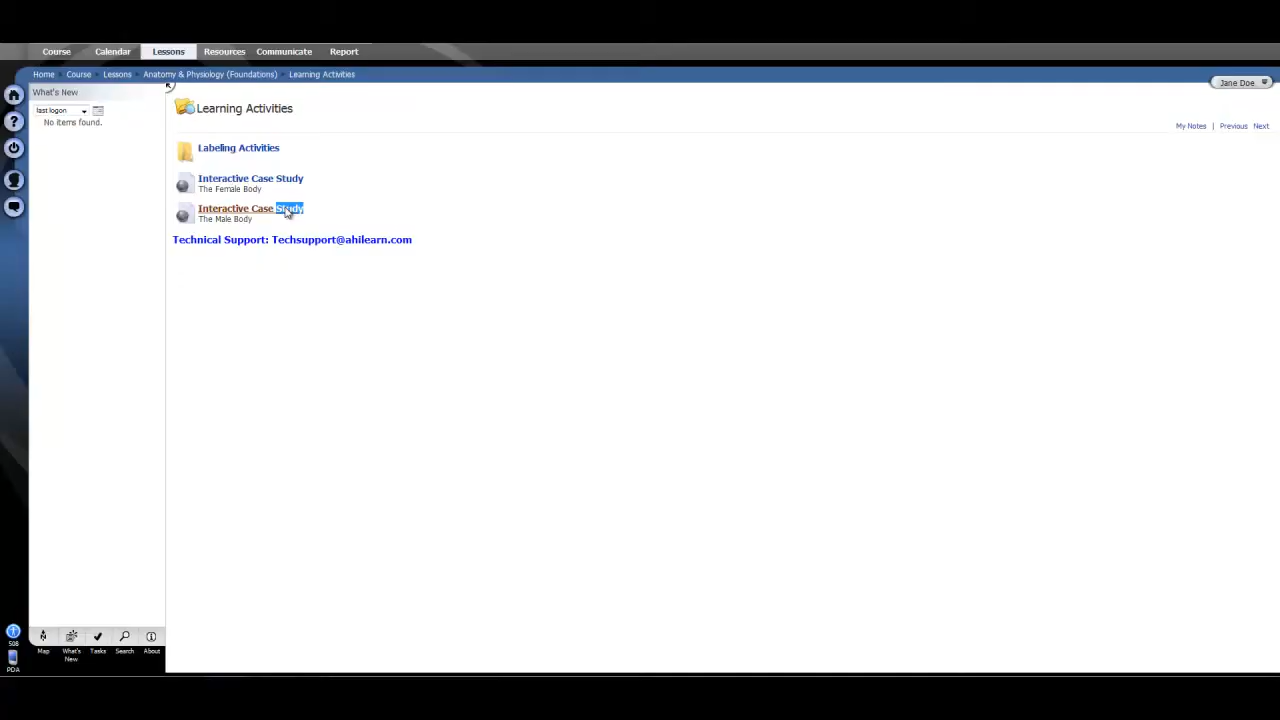 Course Calendar Lessons Resources Communicate Report
Home Course Lessons Anatomy & Physiology (Foundations) Learning Activities
What's New
Jane Doe
last logon
No items found.
Learning Activities
My Notes | Previous Next
Labeling Activities
Interactive Case Study
The Female Body
Interactive Case Study
The Male Body
Technical Support: Techsupport@ahilearn.com
508
PDA
Map What's New Tasks Search About